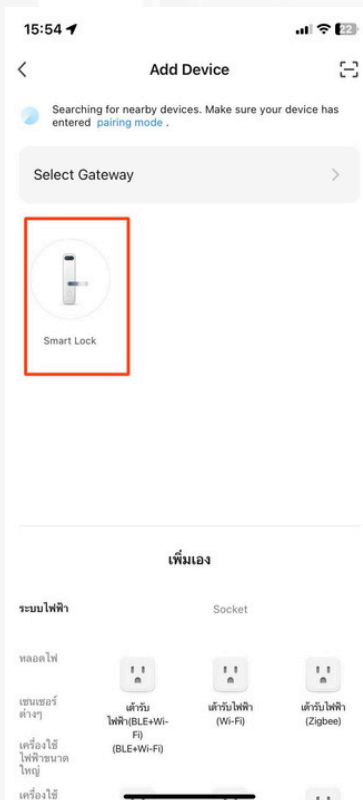 15:54
22
Add Device
Searching for nearby devices. Make sure your device has
entered pairing mode .
Select Gateway
Smart Lock
เพิ่มเอง
ระบบไฟฟ้า
Socket
หลอดไฟ
เซนเซอร์
ต่างๆ
เครื่องใช้
ไฟฟ้าขนาด
ใหญ่
เครื่องใช้
เต้ารับ
ไฟฟ้า(BLE+Wi-
Fi)
(BLE+Wi-Fi)
เต้ารับไฟฟ้า
(Wi-Fi)
เต้ารับไฟฟ้า
(Zigbee)